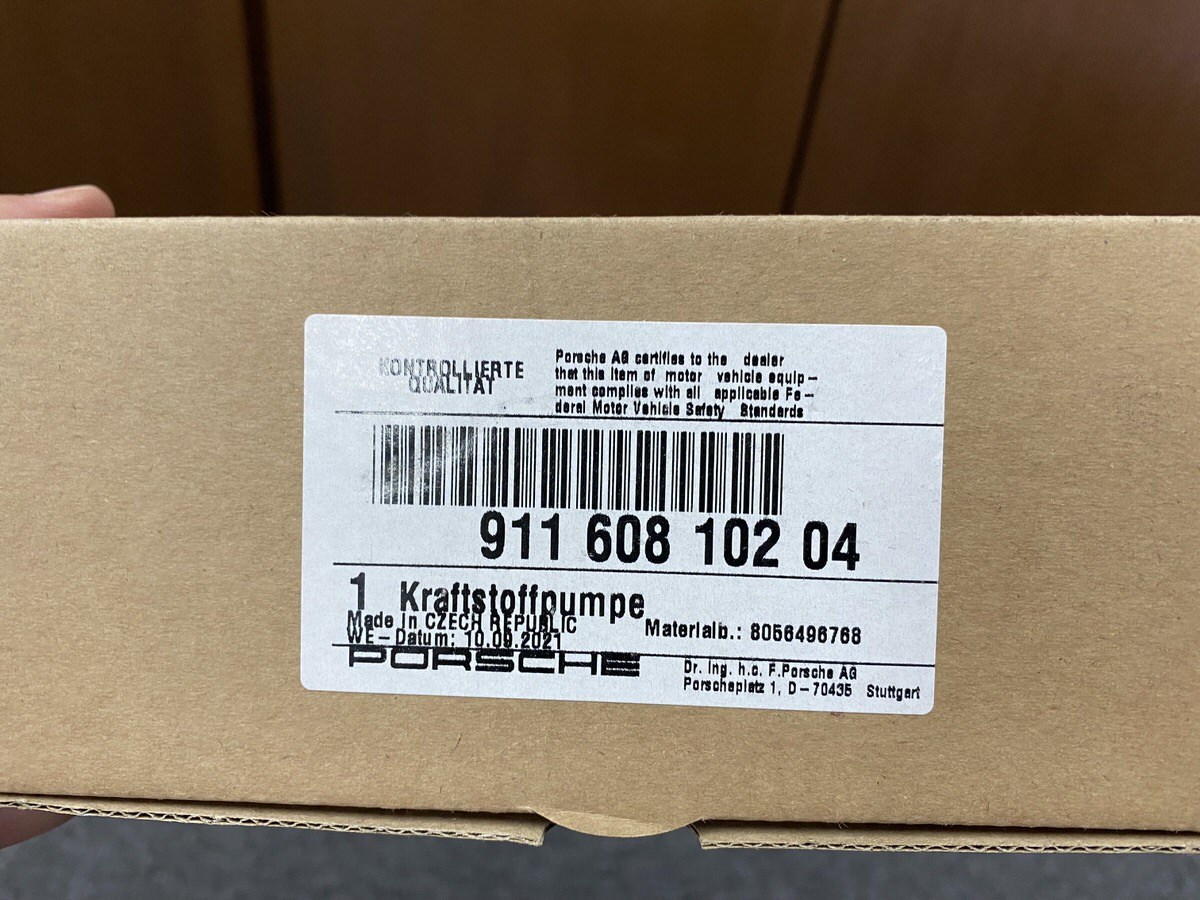 KONTROLLIERTE
QUALITÄT
Porsche AG certifies to the dealer
that this item of motor vehicle equip-
ment complies with all applicable Fe-
deral Motor Vehicle Safety Standards
911 608 102 04
1 Kraftstoffpumpe
Made in CZECH REPUBLIC
WE-Datum: 10.09.2021
Materialb.: 8056496768
PORSCHE
Dr. Ing. h.c. F.Porsche AG
Porscheplatz 1, D-70435 Stuttgart